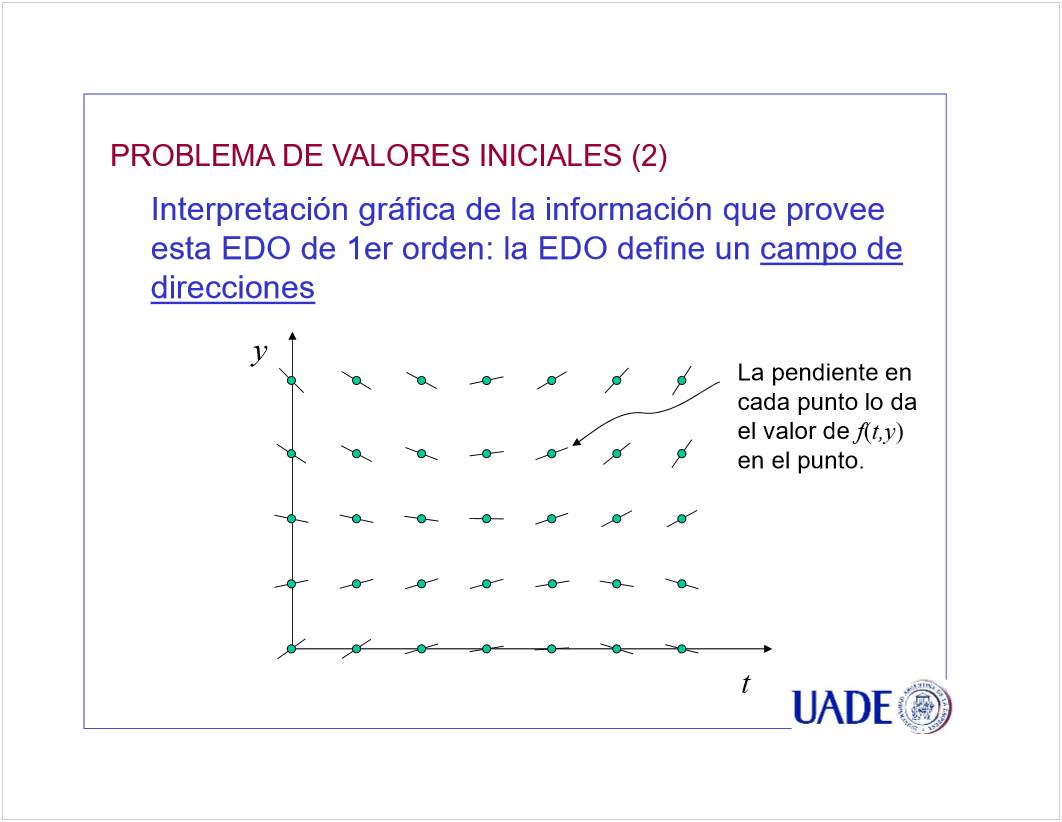 PROBLEMA DE VALORES INICIALES (2)
Interpretación gráfica de la información que provee
esta EDO de 1er orden: la EDO define un campo de
direcciones
y
La pendiente en
cada punto lo da
el valor de f(t,y)
en el punto.
t
UADE